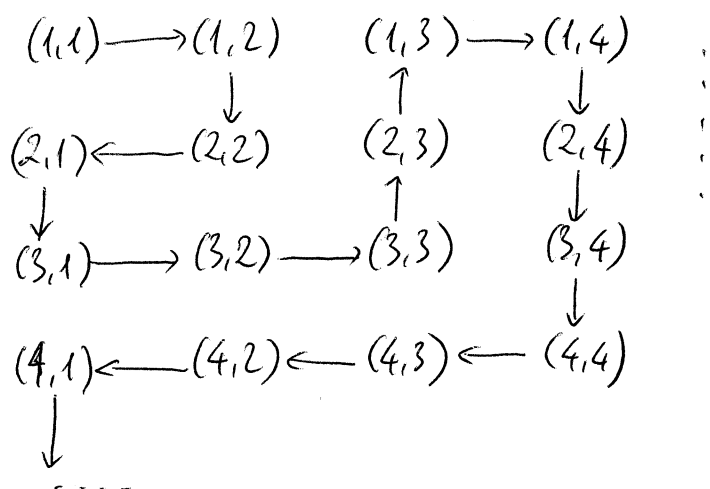 (1,1) → (1,2) (1,3) → (1,4)
(2,1) ← (2,2) (2,3) (2,4)
(3,1) → (3,2) → (3,3) (3,4)
(4,1) ← (4,2) ← (4,3) ← (4,4)